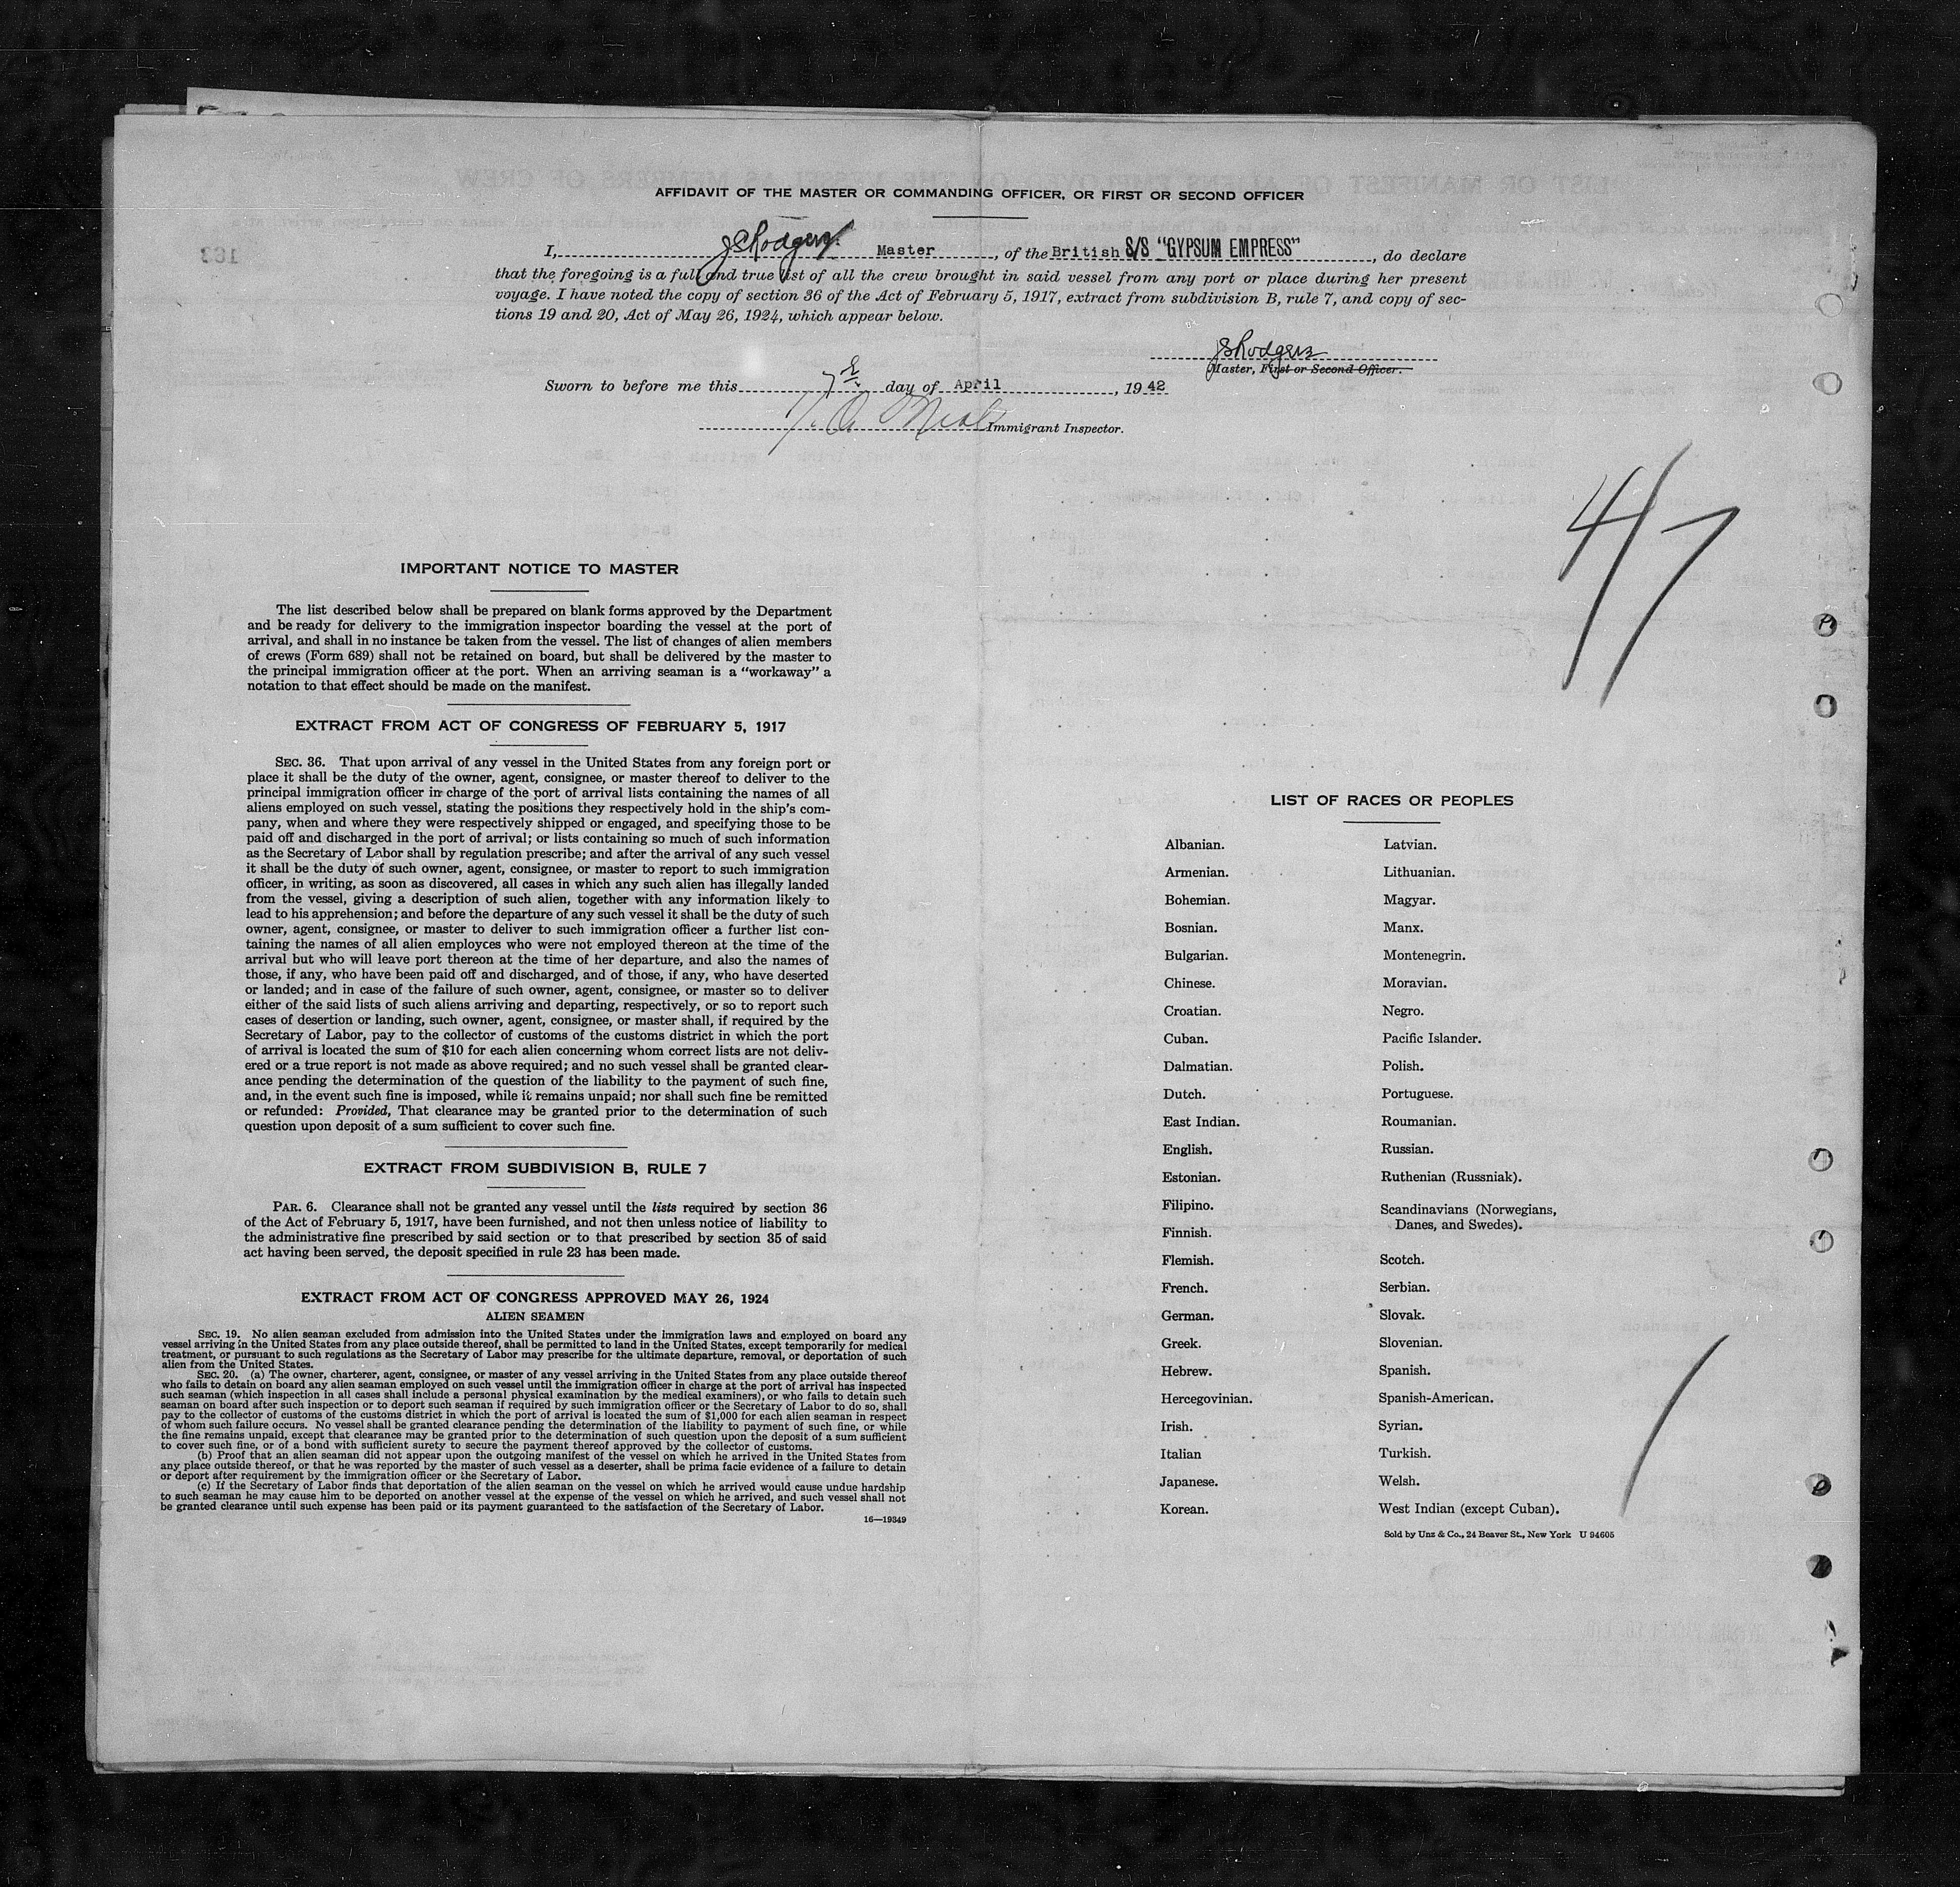 AFFIDAVIT OF THE MASTER OR COMMANDING OFFICER, OR FIRST OR SECOND OFFICER
I, JSRodgers Master, of the British S/S "GYPSUM EMPRESS", do declare
that the foregoing is a full and true list of all the crew brought in said vessel from any port or place during her present
voyage. I have noted the copy of section 36 of the Act of February 5, 1917, extract from subdivision B, rule 7, and copy of sec-
tions 19 and 20, Act of May 26, 1924, which appear below.
JSRodgers
Master, First or Second Officer.
Sworn to before me this 7 day of April, 1942
Immigrant Inspector.
4/7
IMPORTANT NOTICE TO MASTER
The list described below shall be prepared on blank forms approved by the Department
and be ready for delivery to the immigration inspector boarding the vessel at the port of
arrival, and shall in no instance be taken from the vessel. The list of changes of alien members
of crews (Form 689) shall not be retained on board, but shall be delivered by the master to
the principal immigration officer at the port. When an arriving seaman is a "workaway" a
notation to that effect should be made on the manifest.
EXTRACT FROM ACT OF CONGRESS OF FEBRUARY 5, 1917
SEC. 36. That upon arrival of any vessel in the United States from any foreign port or
place it shall be the duty of the owner, agent, consignee, or master thereof to deliver to the
principal immigration officer in charge of the port of arrival lists containing the names of all
aliens employed on such vessel, stating the positions they respectively hold in the ship's com-
pany, when and where they were respectively shipped or engaged, and specifying those to be
paid off and discharged in the port of arrival; or lists containing so much of such information
as the Secretary of Labor shall by regulation prescribe; and after the arrival of any such vessel
it shall be the duty of such owner, agent, consignee, or master to report to such immigration
officer, in writing, as soon as discovered, all cases in which any such alien has illegally landed
from the vessel, giving a description of such alien, together with any information likely to
lead to his apprehension; and before the departure of any such vessel it shall be the duty of such
owner, agent, consignee, or master to deliver to such immigration officer a further list con-
taining the names of all alien employees who were not employed thereon at the time of the
arrival but who will leave port thereon at the time of her departure, and also the names of
those, if any, who have been paid off and discharged, and of those, if any, who have deserted
or landed; and in case of the failure of such owner, agent, consignee, or master so to deliver
either of the said lists of such aliens arriving and departing, respectively, or so to report such
cases of desertion or landing, such owner, agent, consignee, or master shall, if required by the
Secretary of Labor, pay to the collector of customs of the customs district in which the port
of arrival is located the sum of $10 for each alien concerning whom correct lists are not deliv-
ered or a true report is not made as above required; and no such vessel shall be granted clear-
ance pending the determination of the question of the liability to the payment of such fine,
and, in the event such fine is imposed, while it remains unpaid; nor shall such fine be remitted
or refunded: Provided, That clearance may be granted prior to the determination of such
question upon deposit of a sum sufficient to cover such fine.
EXTRACT FROM SUBDIVISION B, RULE 7
PAR. 6. Clearance shall not be granted any vessel until the lists required by section 36
of the Act of February 5, 1917, have been furnished, and not then unless notice of liability to
the administrative fine prescribed by said section or to that prescribed by section 35 of said
act having been served, the deposit specified in rule 23 has been made.
EXTRACT FROM ACT OF CONGRESS APPROVED MAY 26, 1924
ALIEN SEAMEN
SEC. 19. No alien seaman excluded from admission into the United States under the immigration laws and employed on board any
vessel arriving in the United States from any place outside thereof, shall be permitted to land in the United States, except temporarily for medical
treatment, or pursuant to such regulations as the Secretary of Labor may prescribe for the ultimate departure, removal, or deportation of such
alien from the United States.
SEC. 20. (a) The owner, charterer, agent, consignee, or master of any vessel arriving in the United States from any place outside thereof
who fails to detain on board any alien seaman employed on such vessel until the immigration officer in charge at the port of arrival has inspected
such seaman (which inspection in all cases shall include a personal physical examination by the medical examiners), or who fails to detain such
seaman on board after such inspection or to deport such seaman if required by such immigration officer or the Secretary of Labor to do so, shall
pay to the collector of customs of the customs district in which the port of arrival is located the sum of $1,000 for each alien seaman in respect
of whom such failure occurs. No vessel shall be granted clearance pending the determination of the liability to payment of such fine, or while
the fine remains unpaid, except that clearance may be granted prior to the determination of such question upon the deposit of a sum sufficient
to cover such fine, or of a bond with sufficient surety to secure the payment thereof approved by the collector of customs.
(b) Proof that an alien seaman did not appear upon the outgoing manifest of the vessel on which he arrived in the United States from
any place outside thereof, or that he was reported by the master of such vessel as a deserter, shall be prima facie evidence of a failure to detain
or deport after requirement by the immigration officer or the Secretary of Labor.
(c) If the Secretary of Labor finds that deportation of the alien seaman on the vessel on which he arrived would cause undue hardship
to such seaman he may cause him to be deported on another vessel at the expense of the vessel on which he arrived, and such vessel shall not
be granted clearance until such expense has been paid or its payment guaranteed to the satisfaction of the Secretary of Labor.
16—19349
LIST OF RACES OR PEOPLES
Albanian.
Armenian.
Bohemian.
Bosnian.
Bulgarian.
Chinese.
Croatian.
Cuban.
Dalmatian.
Dutch.
East Indian.
English.
Estonian.
Filipino.
Finnish.
Flemish.
French.
German.
Greek.
Hebrew.
Hercegovinian.
Irish.
Italian
Japanese.
Korean.
Latvian.
Lithuanian.
Magyar.
Manx.
Montenegrin.
Moravian.
Negro.
Pacific Islander.
Polish.
Portuguese.
Roumanian.
Russian.
Ruthenian (Russniak).
Scandinavians (Norwegians,
Danes, and Swedes).
Scotch.
Serbian.
Slovak.
Slovenian.
Spanish.
Spanish-American.
Syrian.
Turkish.
Welsh.
West Indian (except Cuban).
Sold by Unz & Co., 24 Beaver St., New York U 94605